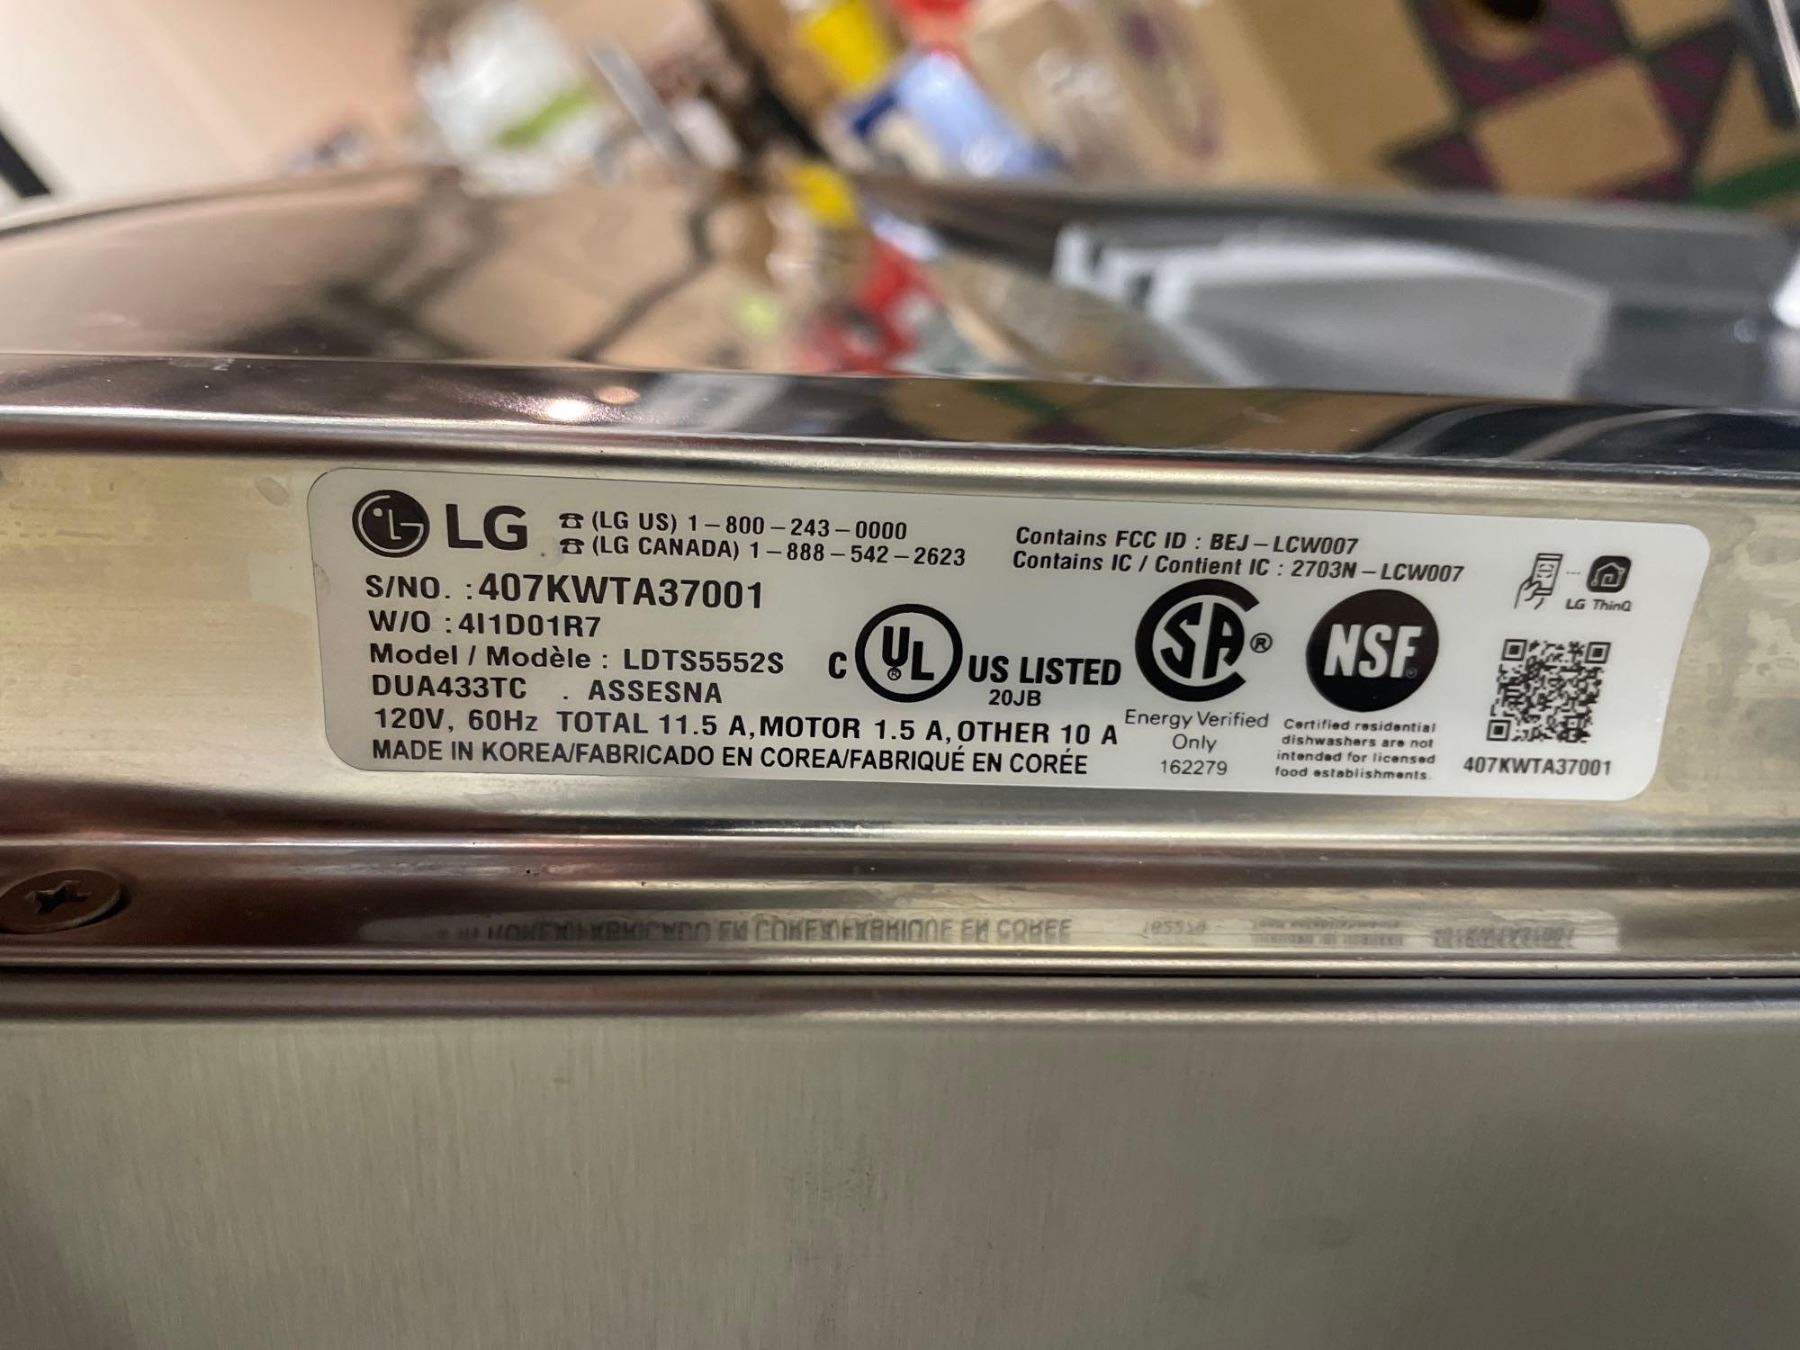 LG
☎ (LG US) 1-800-243-0000
☎ (LG CANADA) 1-888-542-2623
S/NO. : 407KWTA37001
W/O : 4I1D01R7
Model / Modèle : LDTS5552S
DUA433TC . ASSESNA
120V, 60Hz TOTAL 11.5 A, MOTOR 1.5 A, OTHER 10 A
MADE IN KOREA/FABRICADO EN COREA/FABRIQUÉ EN CORÉE
Contains FCC ID : BEJ-LCW007
Contains IC / Contient IC : 2703N-LCW007
C UL® US LISTED
20JB
SA®
Energy Verified
Only
162279
NSF®
Certified residential
dishwashers are not
intended for licensed
food establishments.
LG ThinQ
407KWTA37001